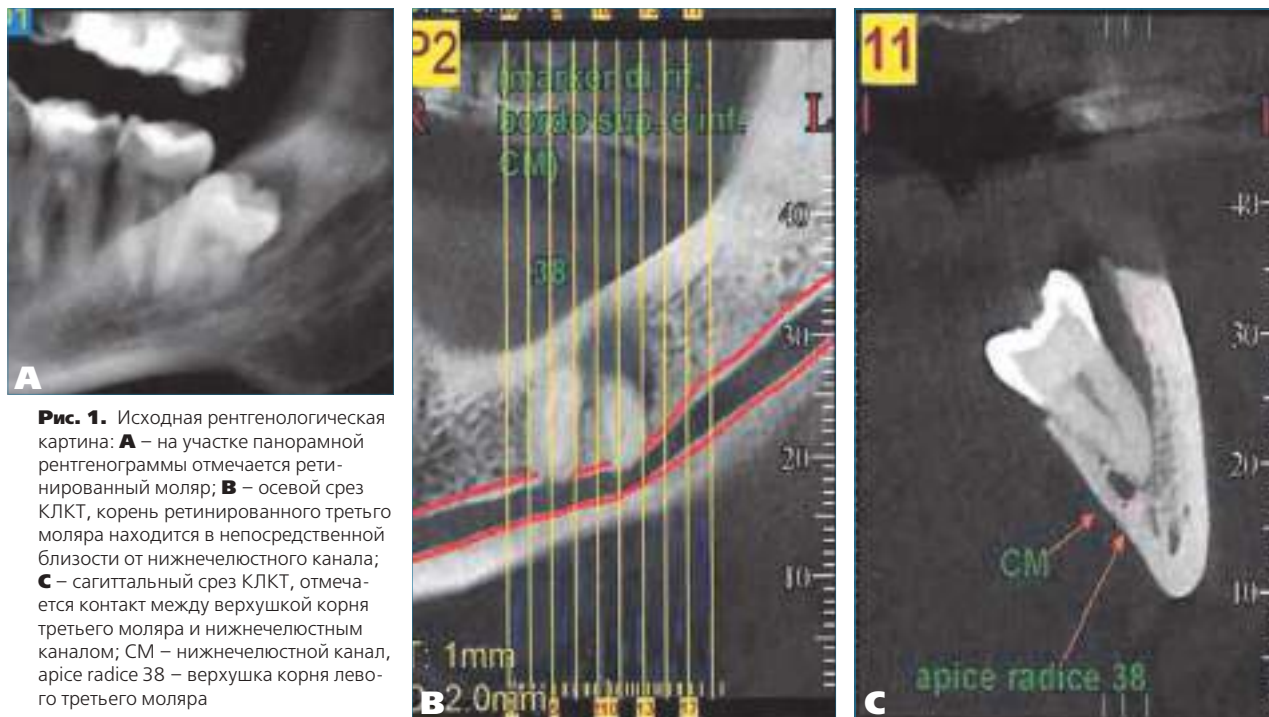 01
A
Рис. 1. Исходная рентгенологическая
картина: A – на участке панорамной
рентгенограммы отмечается рети-
нированный моляр; B – осевой срез
КЛКТ, корень ретинированного третьго
моляра находится в непосредственной
близости от нижнечелюстного канала;
C – сагиттальный срез КЛКТ, отмеча-
ется контакт между верхушкой корня
третьего моляра и нижнечелюстным
каналом; СМ – нижнечелюстной канал,
apice radice 38 – верхушка корня лево-
го третьего моляра
P2
(marker di rif.
bordo sup. e inf.
CM)
R
L
38
40
30
20
10
T: 1mm
2.0mm
B
11
40
30
20
10
CM
apice radice 38
C